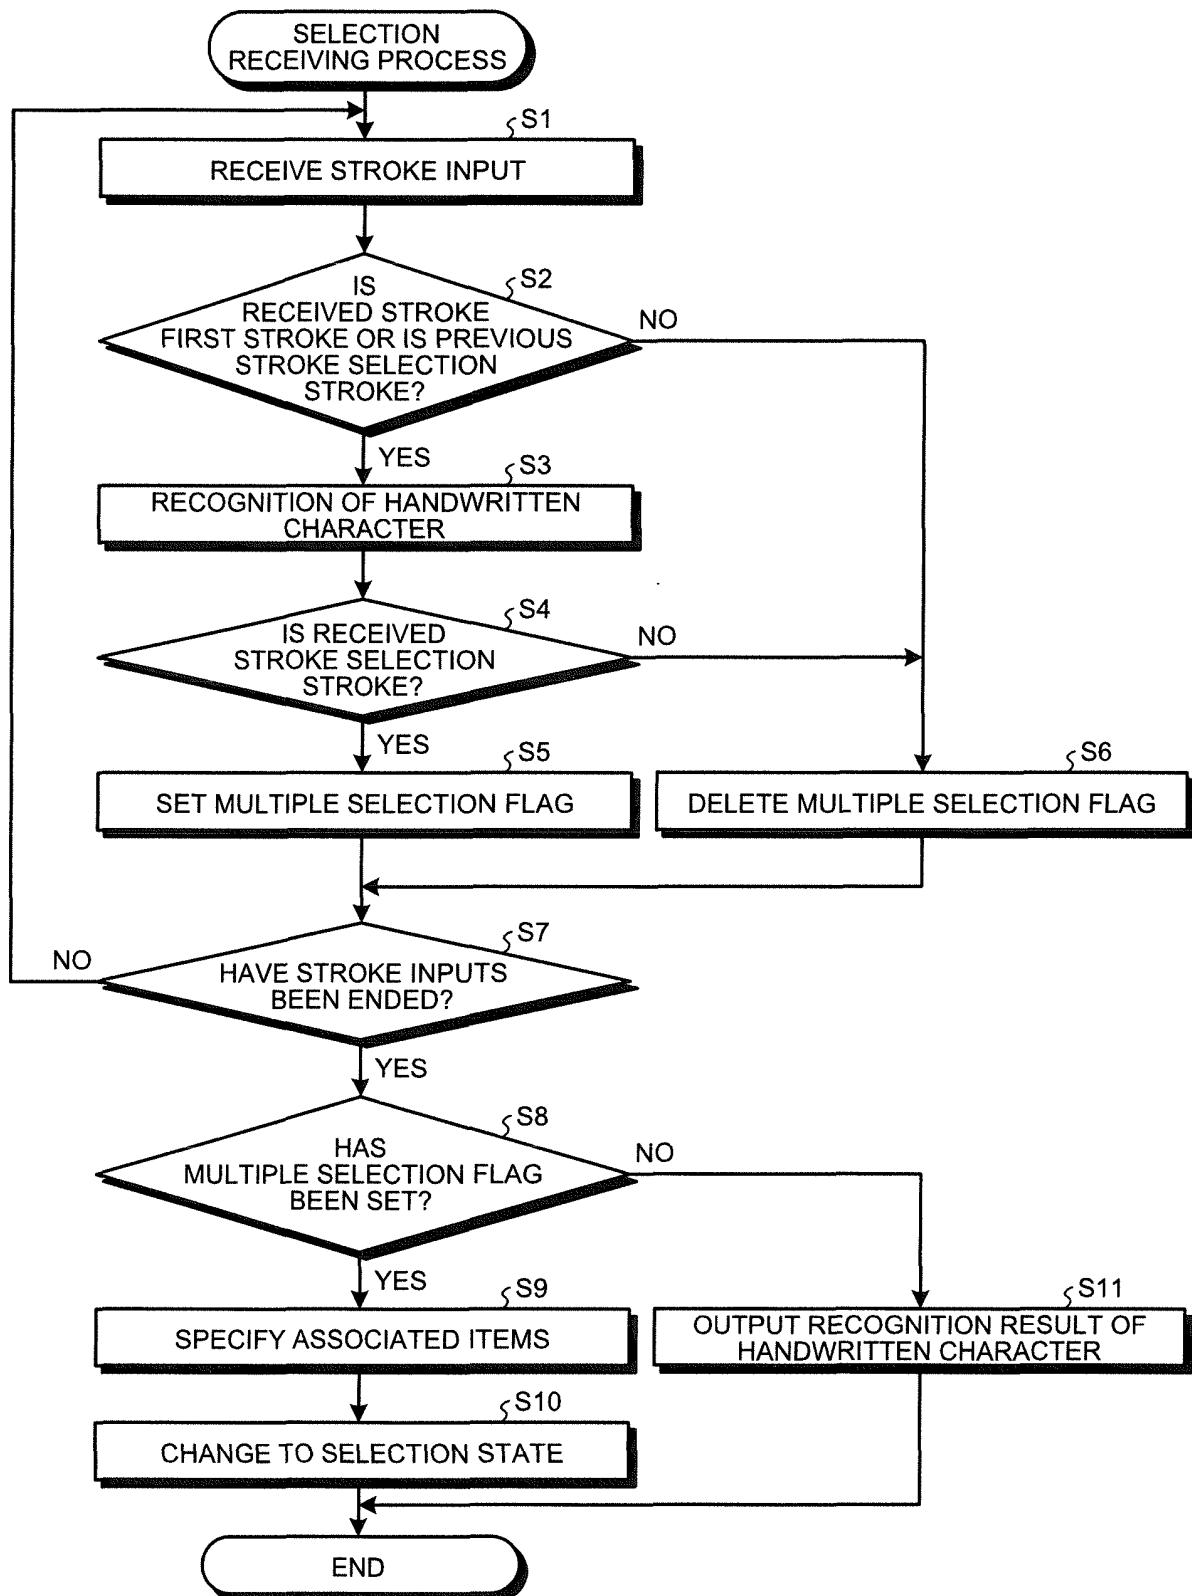 SELECTION
RECEIVING PROCESS
S1
RECEIVE STROKE INPUT
S2
IS
RECEIVED STROKE
FIRST STROKE OR IS PREVIOUS
STROKE SELECTION
STROKE?
NO
YES
S3
RECOGNITION OF HANDWRITTEN
CHARACTER
S4
IS RECEIVED
STROKE SELECTION
STROKE?
NO
YES
S5
SET MULTIPLE SELECTION FLAG
S6
DELETE MULTIPLE SELECTION FLAG
S7
HAVE STROKE INPUTS
BEEN ENDED?
NO
YES
S8
HAS
MULTIPLE SELECTION FLAG
BEEN SET?
NO
YES
S9
SPECIFY ASSOCIATED ITEMS
S11
OUTPUT RECOGNITION RESULT OF
HANDWRITTEN CHARACTER
S10
CHANGE TO SELECTION STATE
END